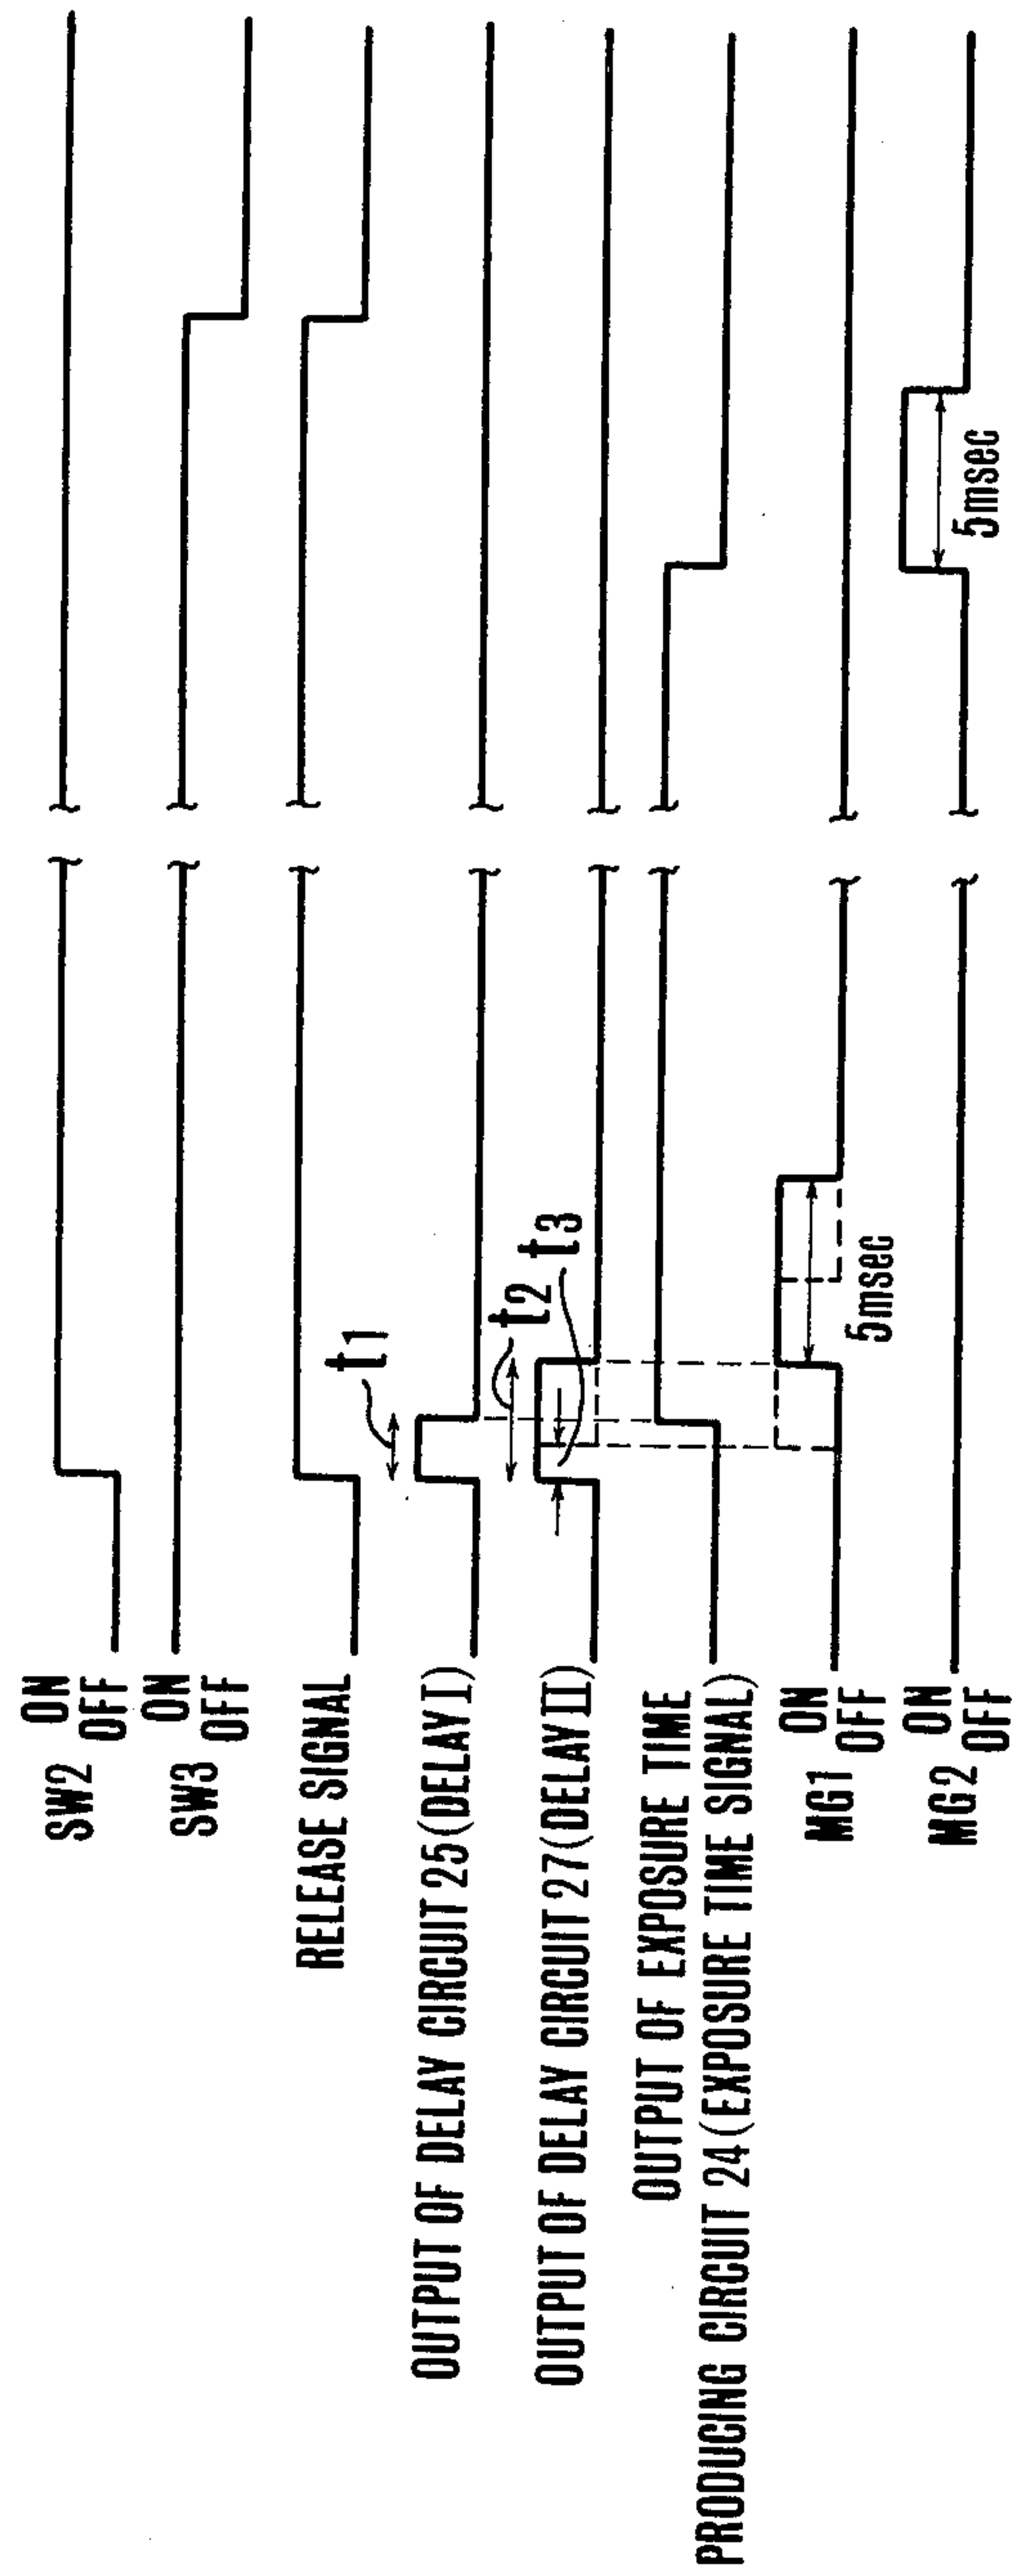 SW2 ON
OFF
SW3 ON
OFF
RELEASE SIGNAL
t1
OUTPUT OF DELAY CIRCUIT 25 (DELAY I)
t2
t3
OUTPUT OF DELAY CIRCUIT 27 (DELAY II)
OUTPUT OF EXPOSURE TIME
PRODUCING CIRCUIT 24 (EXPOSURE TIME SIGNAL)
MG1 ON
OFF
5msec
MG2 ON
OFF
5msec